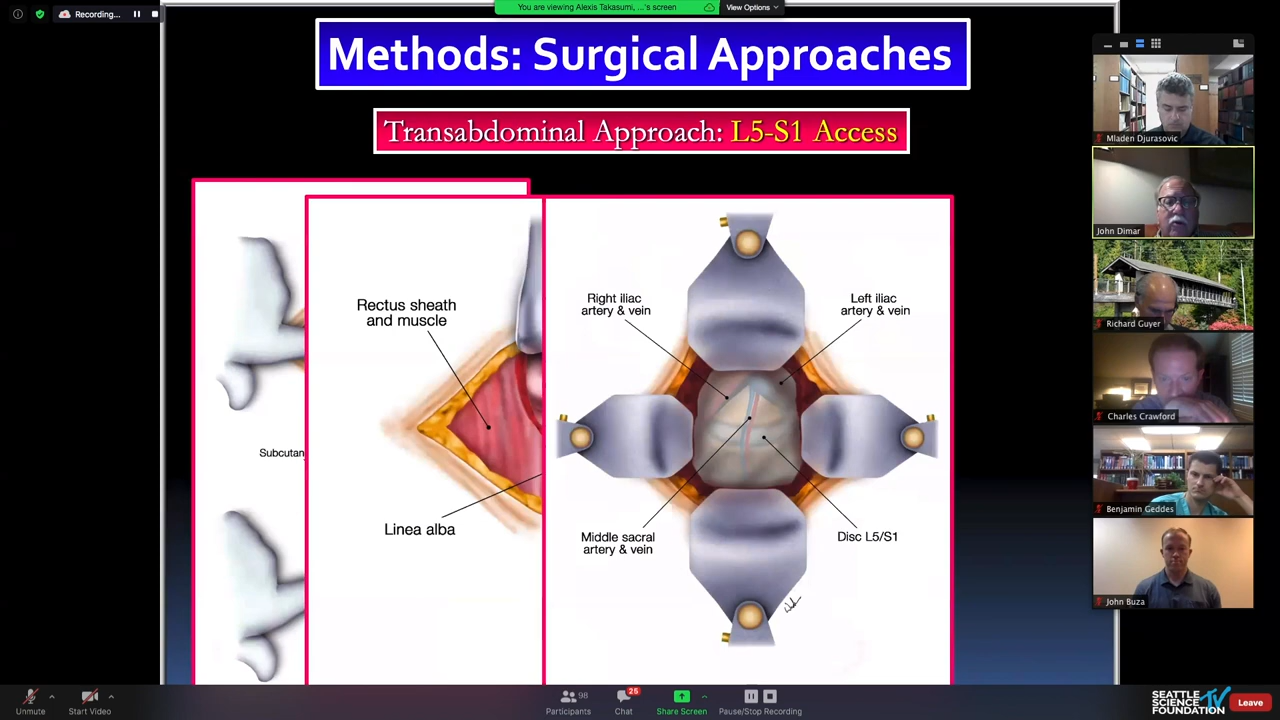 Recording...
You are viewing Alexis Takasumi, ...'s screen
View Options
Methods: Surgical Approaches
Transabdominal Approach: L5-S1 Access
Rectus sheath
and muscle
Linea alba
Subcutan
Right iliac
artery & vein
Left iliac
artery & vein
Middle sacral
artery & vein
Disc L5/S1
Mladen Djurasovic
John Dimar
Richard Guyer
Charles Crawford
Benjamin Geddes
John Buza
Unmute
Start Video
98
Participants
25
Chat
Share Screen
Pause/Stop Recording
SEATTLE
SCIENCE TV
FOUNDATION
Leave